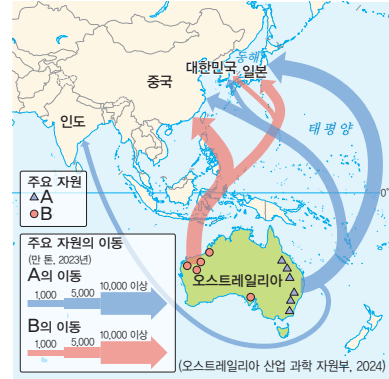 동해
대한민국 일본
중국
인도
태평양
0°
주요 자원
A
B
주요 자원의 이동
(만 톤, 2023년)
A의 이동
1,000 5,000 10,000 이상
B의 이동
1,000 5,000 10,000 이상
오스트레일리아
(오스트레일리아 산업 과학 자원부, 2024)